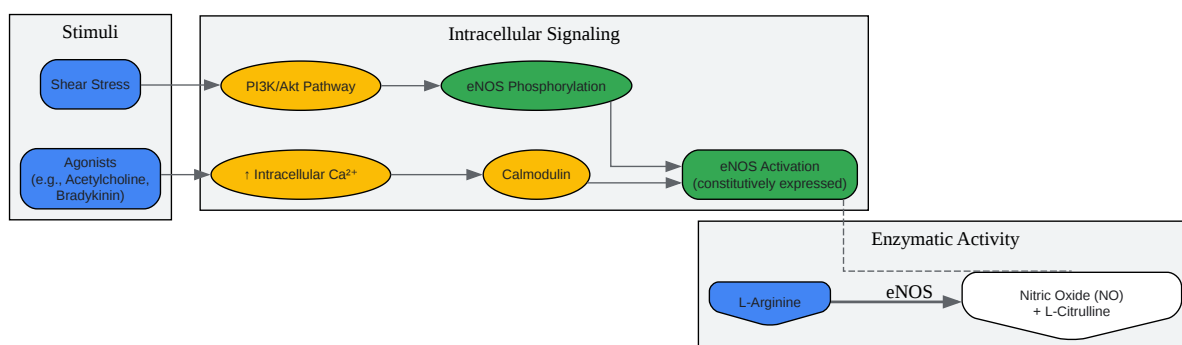 Stimuli
Intracellular Signaling
Shear Stress
PI3K/Akt Pathway
eNOS Phosphorylation
Agonists
(e.g., Acetylcholine,
Bradykinin)
↑ Intracellular Ca²⁺
Calmodulin
eNOS Activation
(constitutively expressed)
Enzymatic Activity
L-Arginine
eNOS
Nitric Oxide (NO)
+ L-Citrulline